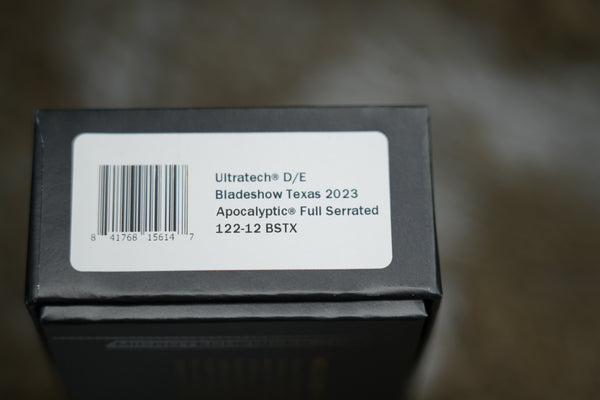 Ultratech® D/E
Bladeshow Texas 2023
Apocalyptic® Full Serrated
122-12 BSTX
8 41768 15614 7